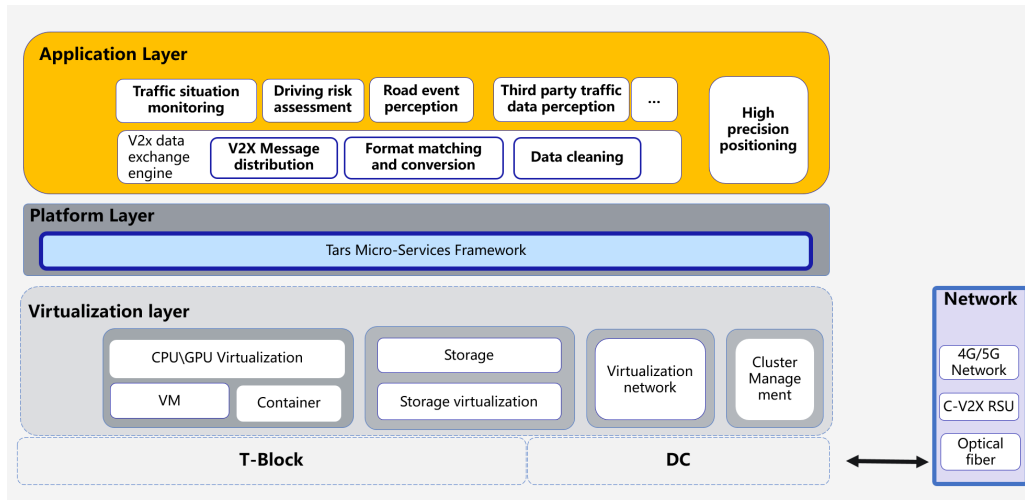 Application Layer
Traffic situation
monitoring
Driving risk
assessment
Road event
perception
Third party traffic
data perception
...
High
precision
positioning
V2x data
exchange
engine
V2X Message
distribution
Format matching
and conversion
Data cleaning
Platform Layer
Tars Micro-Services Framework
Virtualization layer
CPU\GPU Virtualization
VM
Container
Storage
Storage virtualization
Virtualization
network
Cluster
Manage
ment
T-Block
DC
Network
4G/5G
Network
C-V2X RSU
Optical
fiber